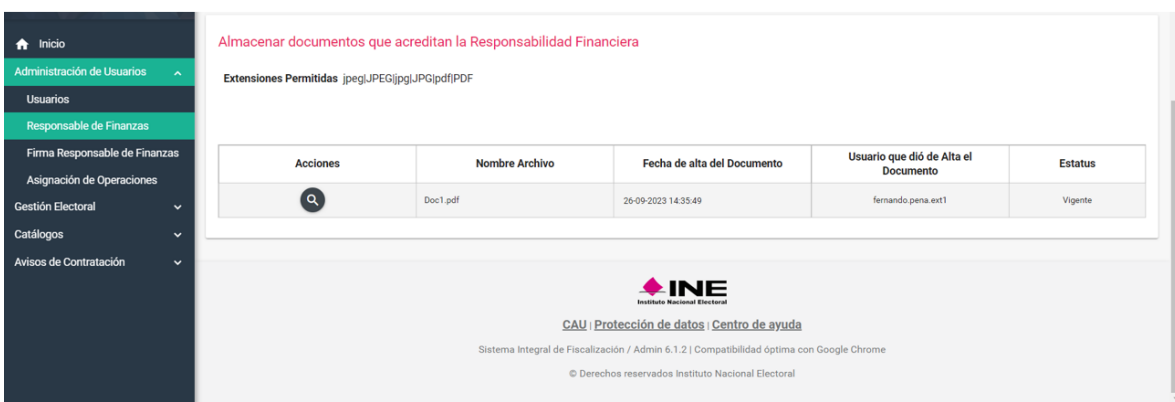 Inicio
Administración de Usuarios
Usuarios
Responsable de Finanzas
Firma Responsable de Finanzas
Asignación de Operaciones
Gestión Electoral
Catálogos
Avisos de Contratación
Almacenar documentos que acreditan la Responsabilidad Financiera
Extensiones Permitidas jpeg|JPEG|jpg|JPG|pdf|PDF
Acciones Nombre Archivo Fecha de alta del Documento Usuario que dió de Alta el Documento Estatus
Doc1.pdf 26-09-2023 14:35:49 fernando.pena.ext1 Vigente
INE
Instituto Nacional Electoral
CAU | Protección de datos | Centro de ayuda
Sistema Integral de Fiscalización / Admin 6.1.2 | Compatibilidad óptima con Google Chrome
© Derechos reservados Instituto Nacional Electoral